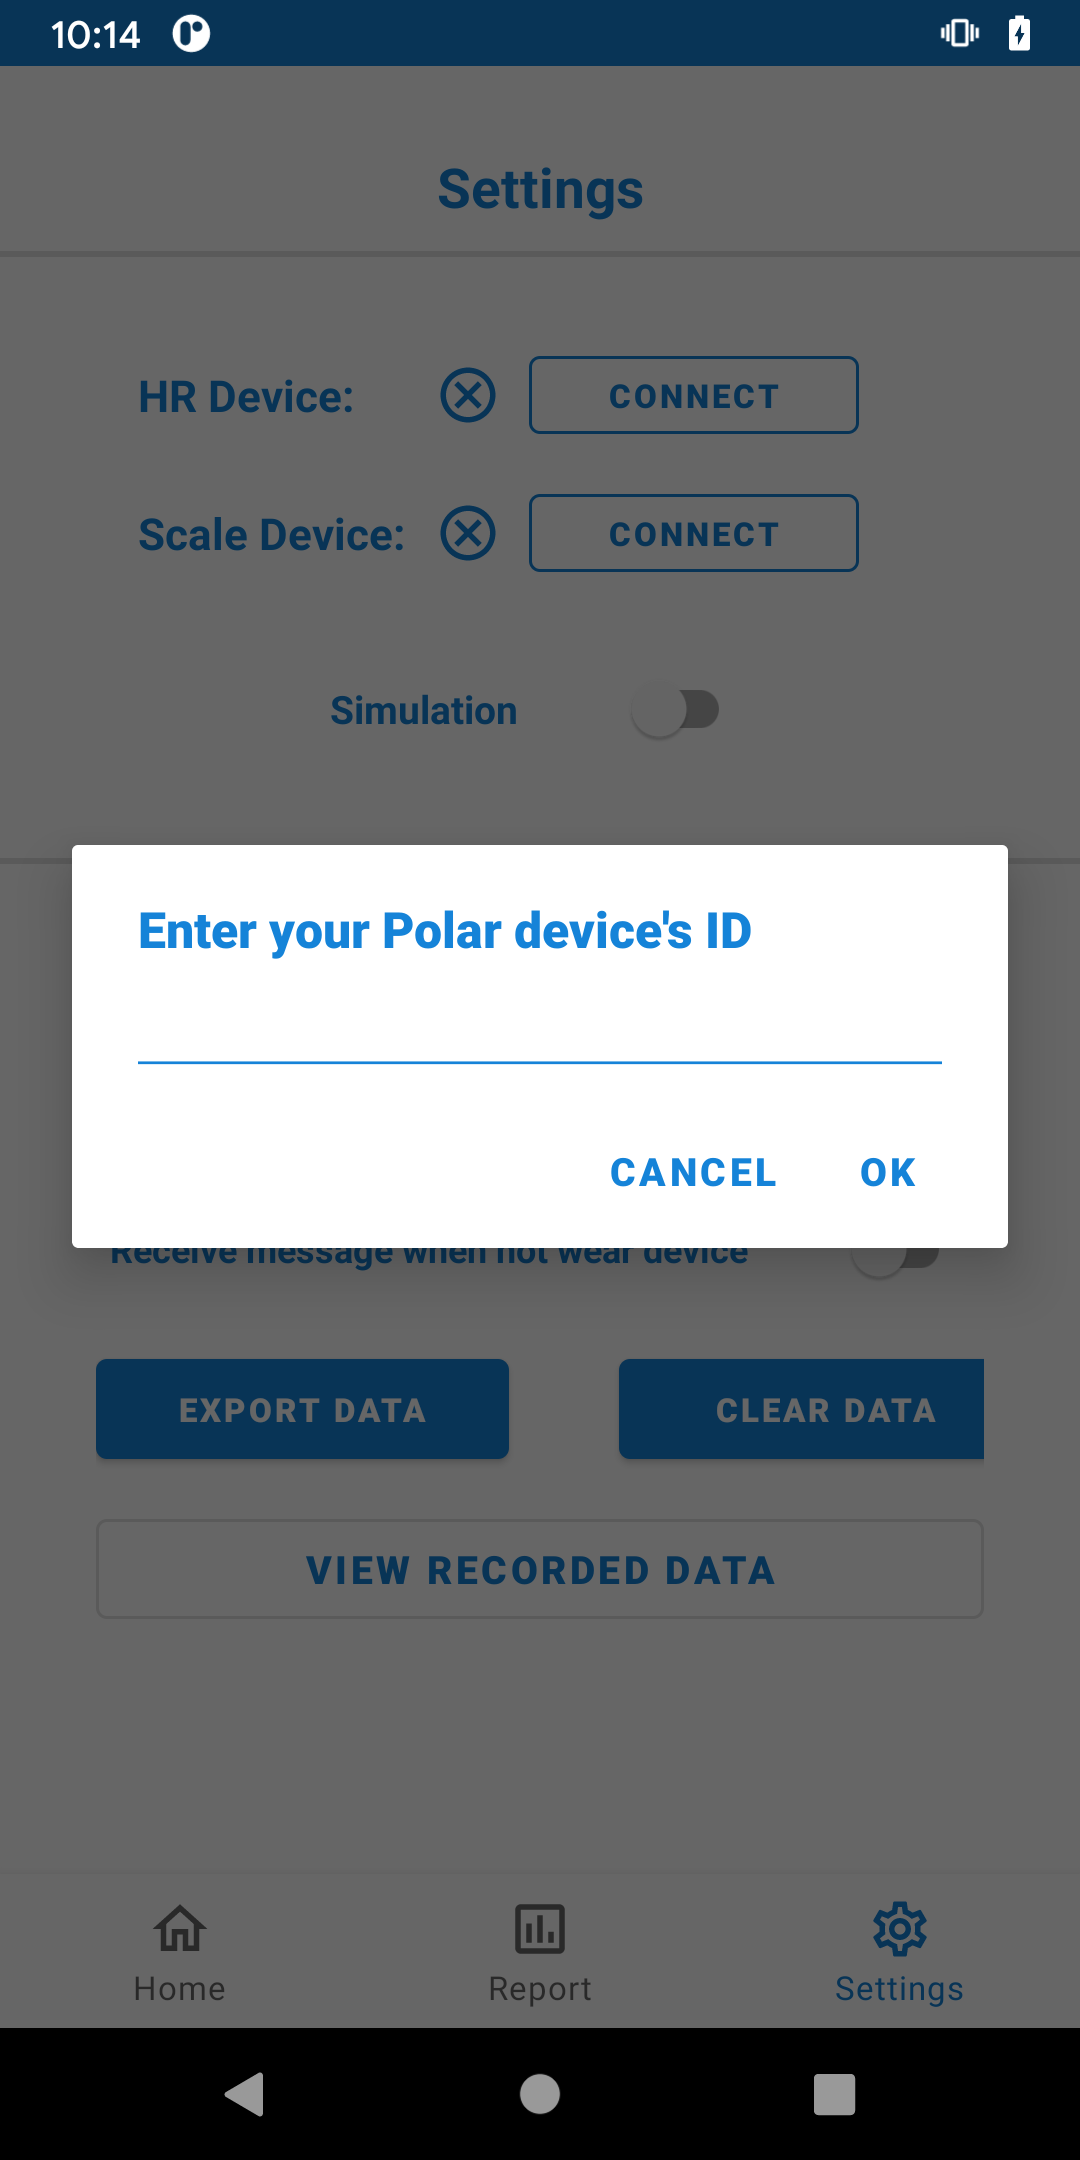 10:14
Settings
HR Device:
CONNECT
Scale Device:
CONNECT
Simulation
Enter your Polar device's ID
CANCEL OK
Receive message when not wear device
EXPORT DATA
CLEAR DATA
VIEW RECORDED DATA
Home
Report
Settings